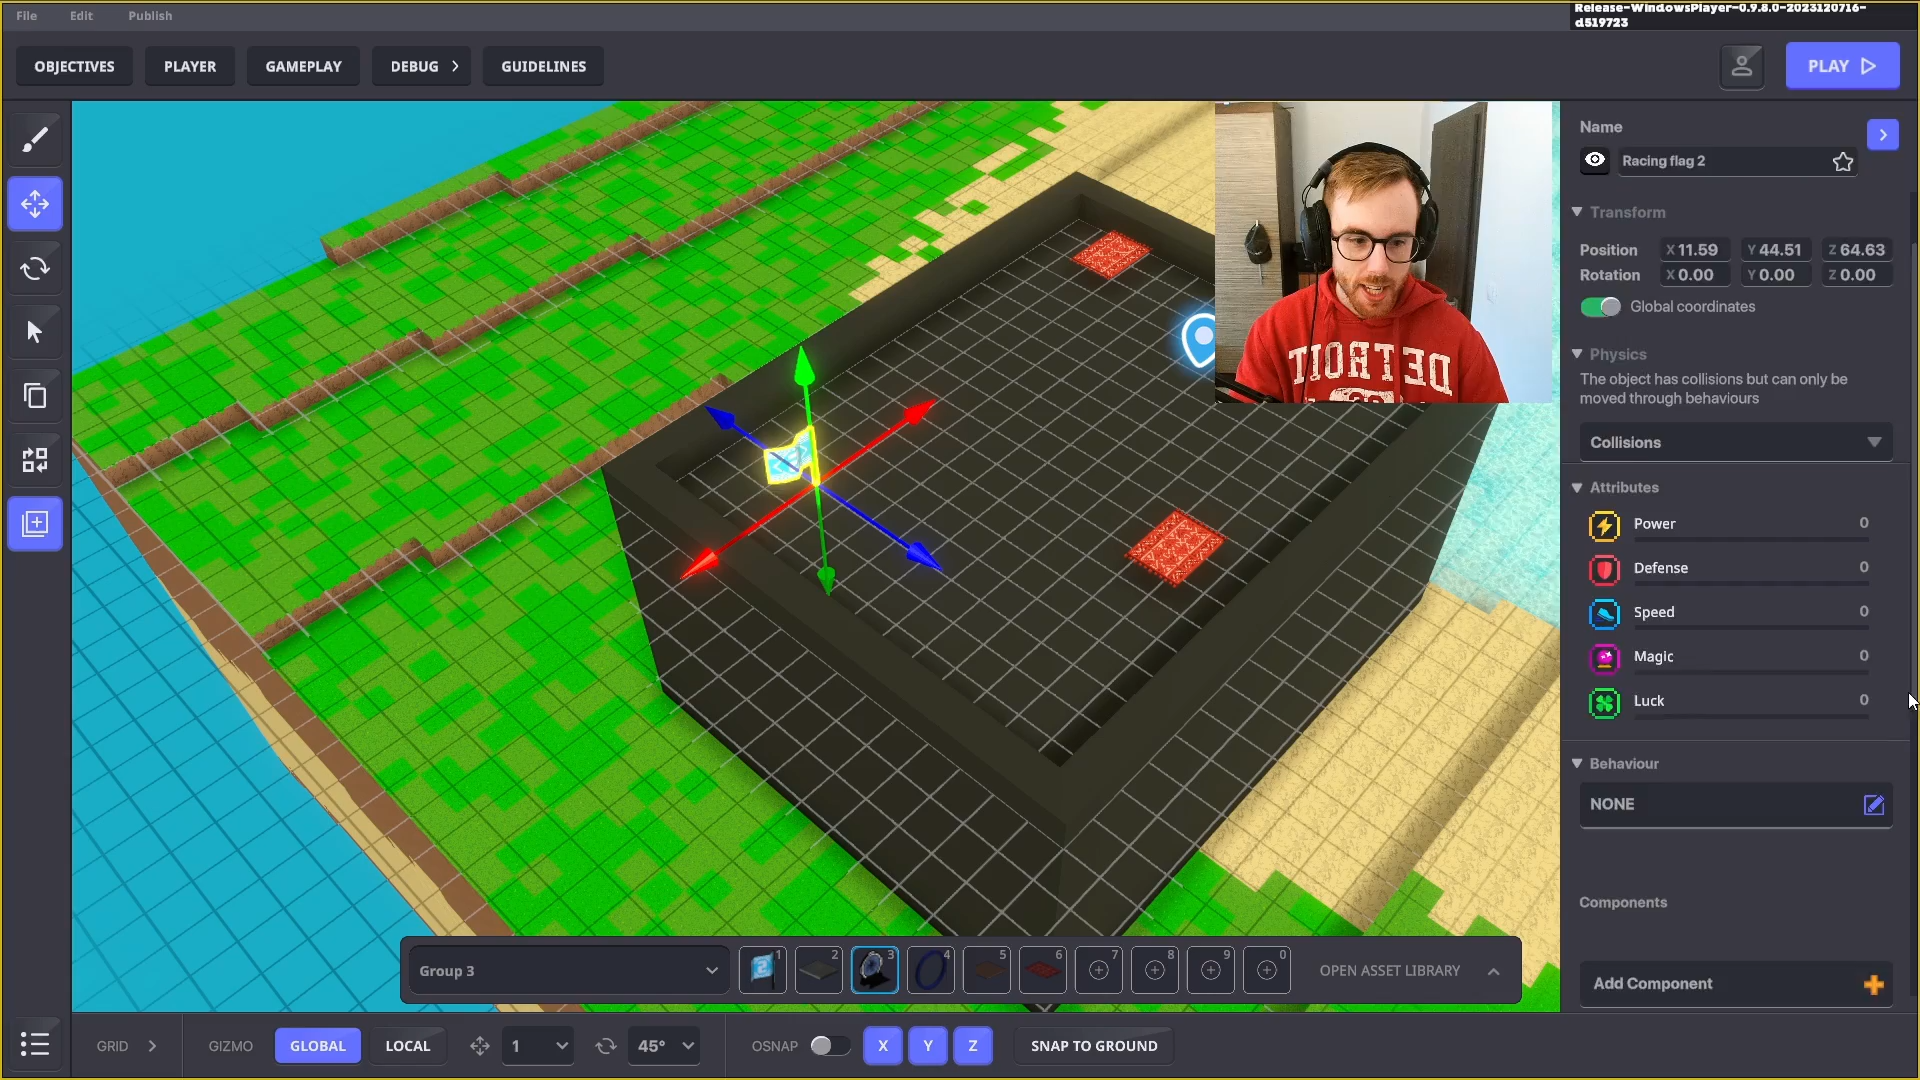 File Edit Publish
Release-WindowsPlayer-0.9.8.0-2023120716-
d519723
OBJECTIVES PLAYER GAMEPLAY DEBUG GUIDELINES
PLAY
Name
Racing flag 2
Transform
Position X 11.59 Y 44.51 Z 64.63
Rotation X 0.00 Y 0.00 Z 0.00
Global coordinates
Physics
The object has collisions but can only be
moved through behaviours
Collisions
Attributes
Power 0
Defense 0
Speed 0
Magic 0
Luck 0
Behaviour
NONE
Components
Add Component
DETROIT
Group 3 1 2 3 4 5 6 7 8 9 0 OPEN ASSET LIBRARY
GRID GIZMO GLOBAL LOCAL 1 45° OSNAP X Y Z SNAP TO GROUND